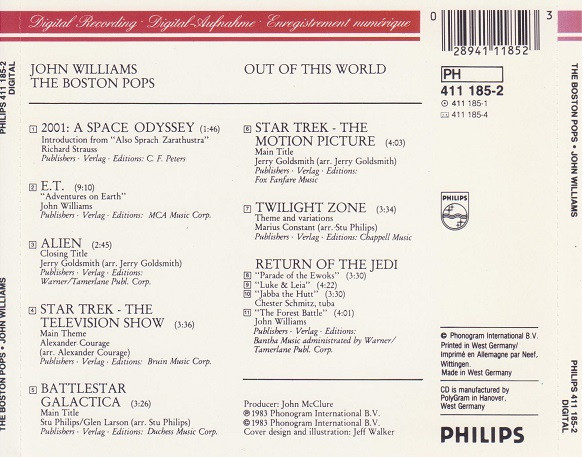 Digital Recording · Digital-Aufnahme · Enregistrement numérique
JOHN WILLIAMS
THE BOSTON POPS
OUT OF THIS WORLD
1 2001: A SPACE ODYSSEY (1:46)
Introduction from "Also Sprach Zarathustra"
Richard Strauss
Publishers · Verlag · Editions: C. F. Peters
2 E.T. (9:10)
"Adventures on Earth"
John Williams
Publishers · Verlag · Editions: MCA Music Corp.
3 ALIEN (2:45)
Closing Title
Jerry Goldsmith (arr. Jerry Goldsmith)
Publishers · Verlag · Editions:
Warner/Tamerlane Publ. Corp.
4 STAR TREK - THE
TELEVISION SHOW (3:36)
Main Theme
Alexander Courage
(arr. Alexander Courage)
Publishers · Verlag · Editions: Bruin Music Corp.
5 BATTLESTAR
GALACTICA (3:26)
Main Title
Stu Philips/Glen Larson (arr. Stu Philips)
Publishers · Verlag · Editions: Duchess Music Corp.
6 STAR TREK - THE
MOTION PICTURE (4:03)
Main Title
Jerry Goldsmith (arr. Jerry Goldsmith)
Publishers · Verlag · Editions:
Fox Fanfare Music
7 TWILIGHT ZONE (3:34)
Theme and variations
Marius Constant (arr. Stu Philips)
Publishers · Verlag · Editions: Chappell Music
RETURN OF THE JEDI
8 "Parade of the Ewoks" (3:30)
9 "Luke & Leia" (4:22)
10 "Jabba the Hutt" (3:30)
Chester Schmitz, tuba
11 "The Forest Battle" (4:01)
John Williams
Publishers · Verlag · Editions:
Bantha Music administrated by Warner/
Tamerlane Publ. Corp.
Producer: John McClure
℗ 1983 Phonogram International B.V.
© 1983 Phonogram International B.V.
Cover design and illustration: Jeff Walker
0 28941 11852 3
PH
411 185-2
411 185-1
411 185-4
PHILIPS
© Phonogram International B.V.
Printed in West Germany/
Imprimé en Allemagne par Neef,
Wittingen.
Made in West Germany
CD is manufactured by
PolyGram in Hanover,
West Germany
PHILIPS
THE BOSTON POPS • JOHN WILLIAMS
PHILIPS 411 185-2
DIGITAL
THE BOSTON POPS • JOHN WILLIAMS
PHILIPS 411 185-2
DIGITAL